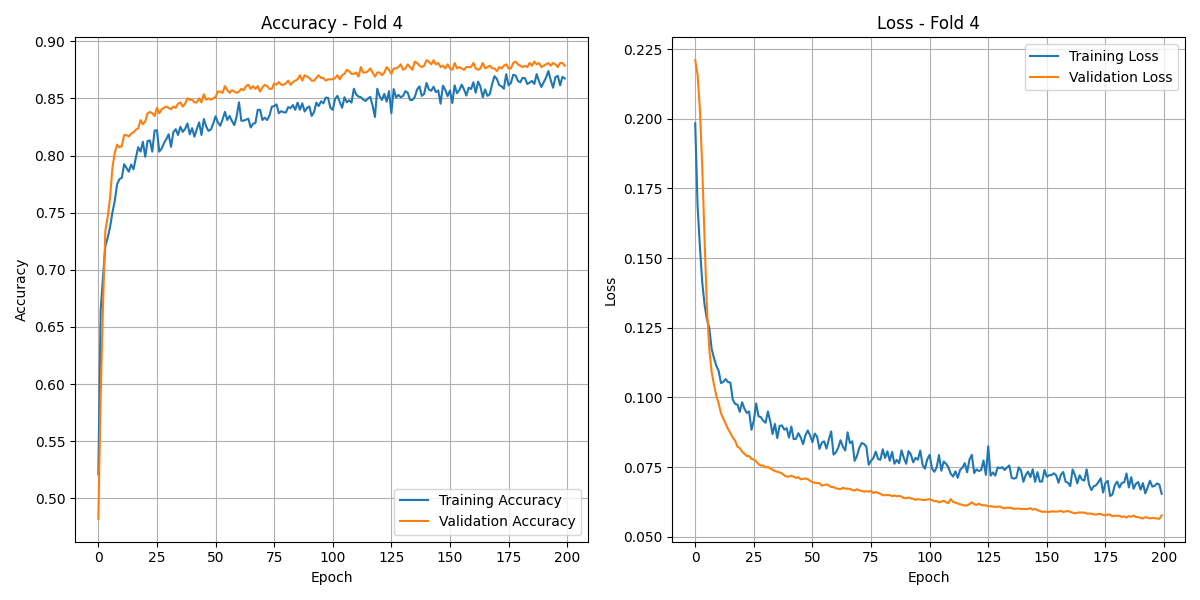 Accuracy - Fold 4
0.90
0.85
0.80
0.75
0.70
0.65
0.60
0.55
0.50
Accuracy
0 25 50 75 100 125 150 175 200
Epoch
Training Accuracy
Validation Accuracy
Loss - Fold 4
0.225
0.200
0.175
0.150
0.125
0.100
0.075
0.050
Loss
0 25 50 75 100 125 150 175 200
Epoch
Training Loss
Validation Loss